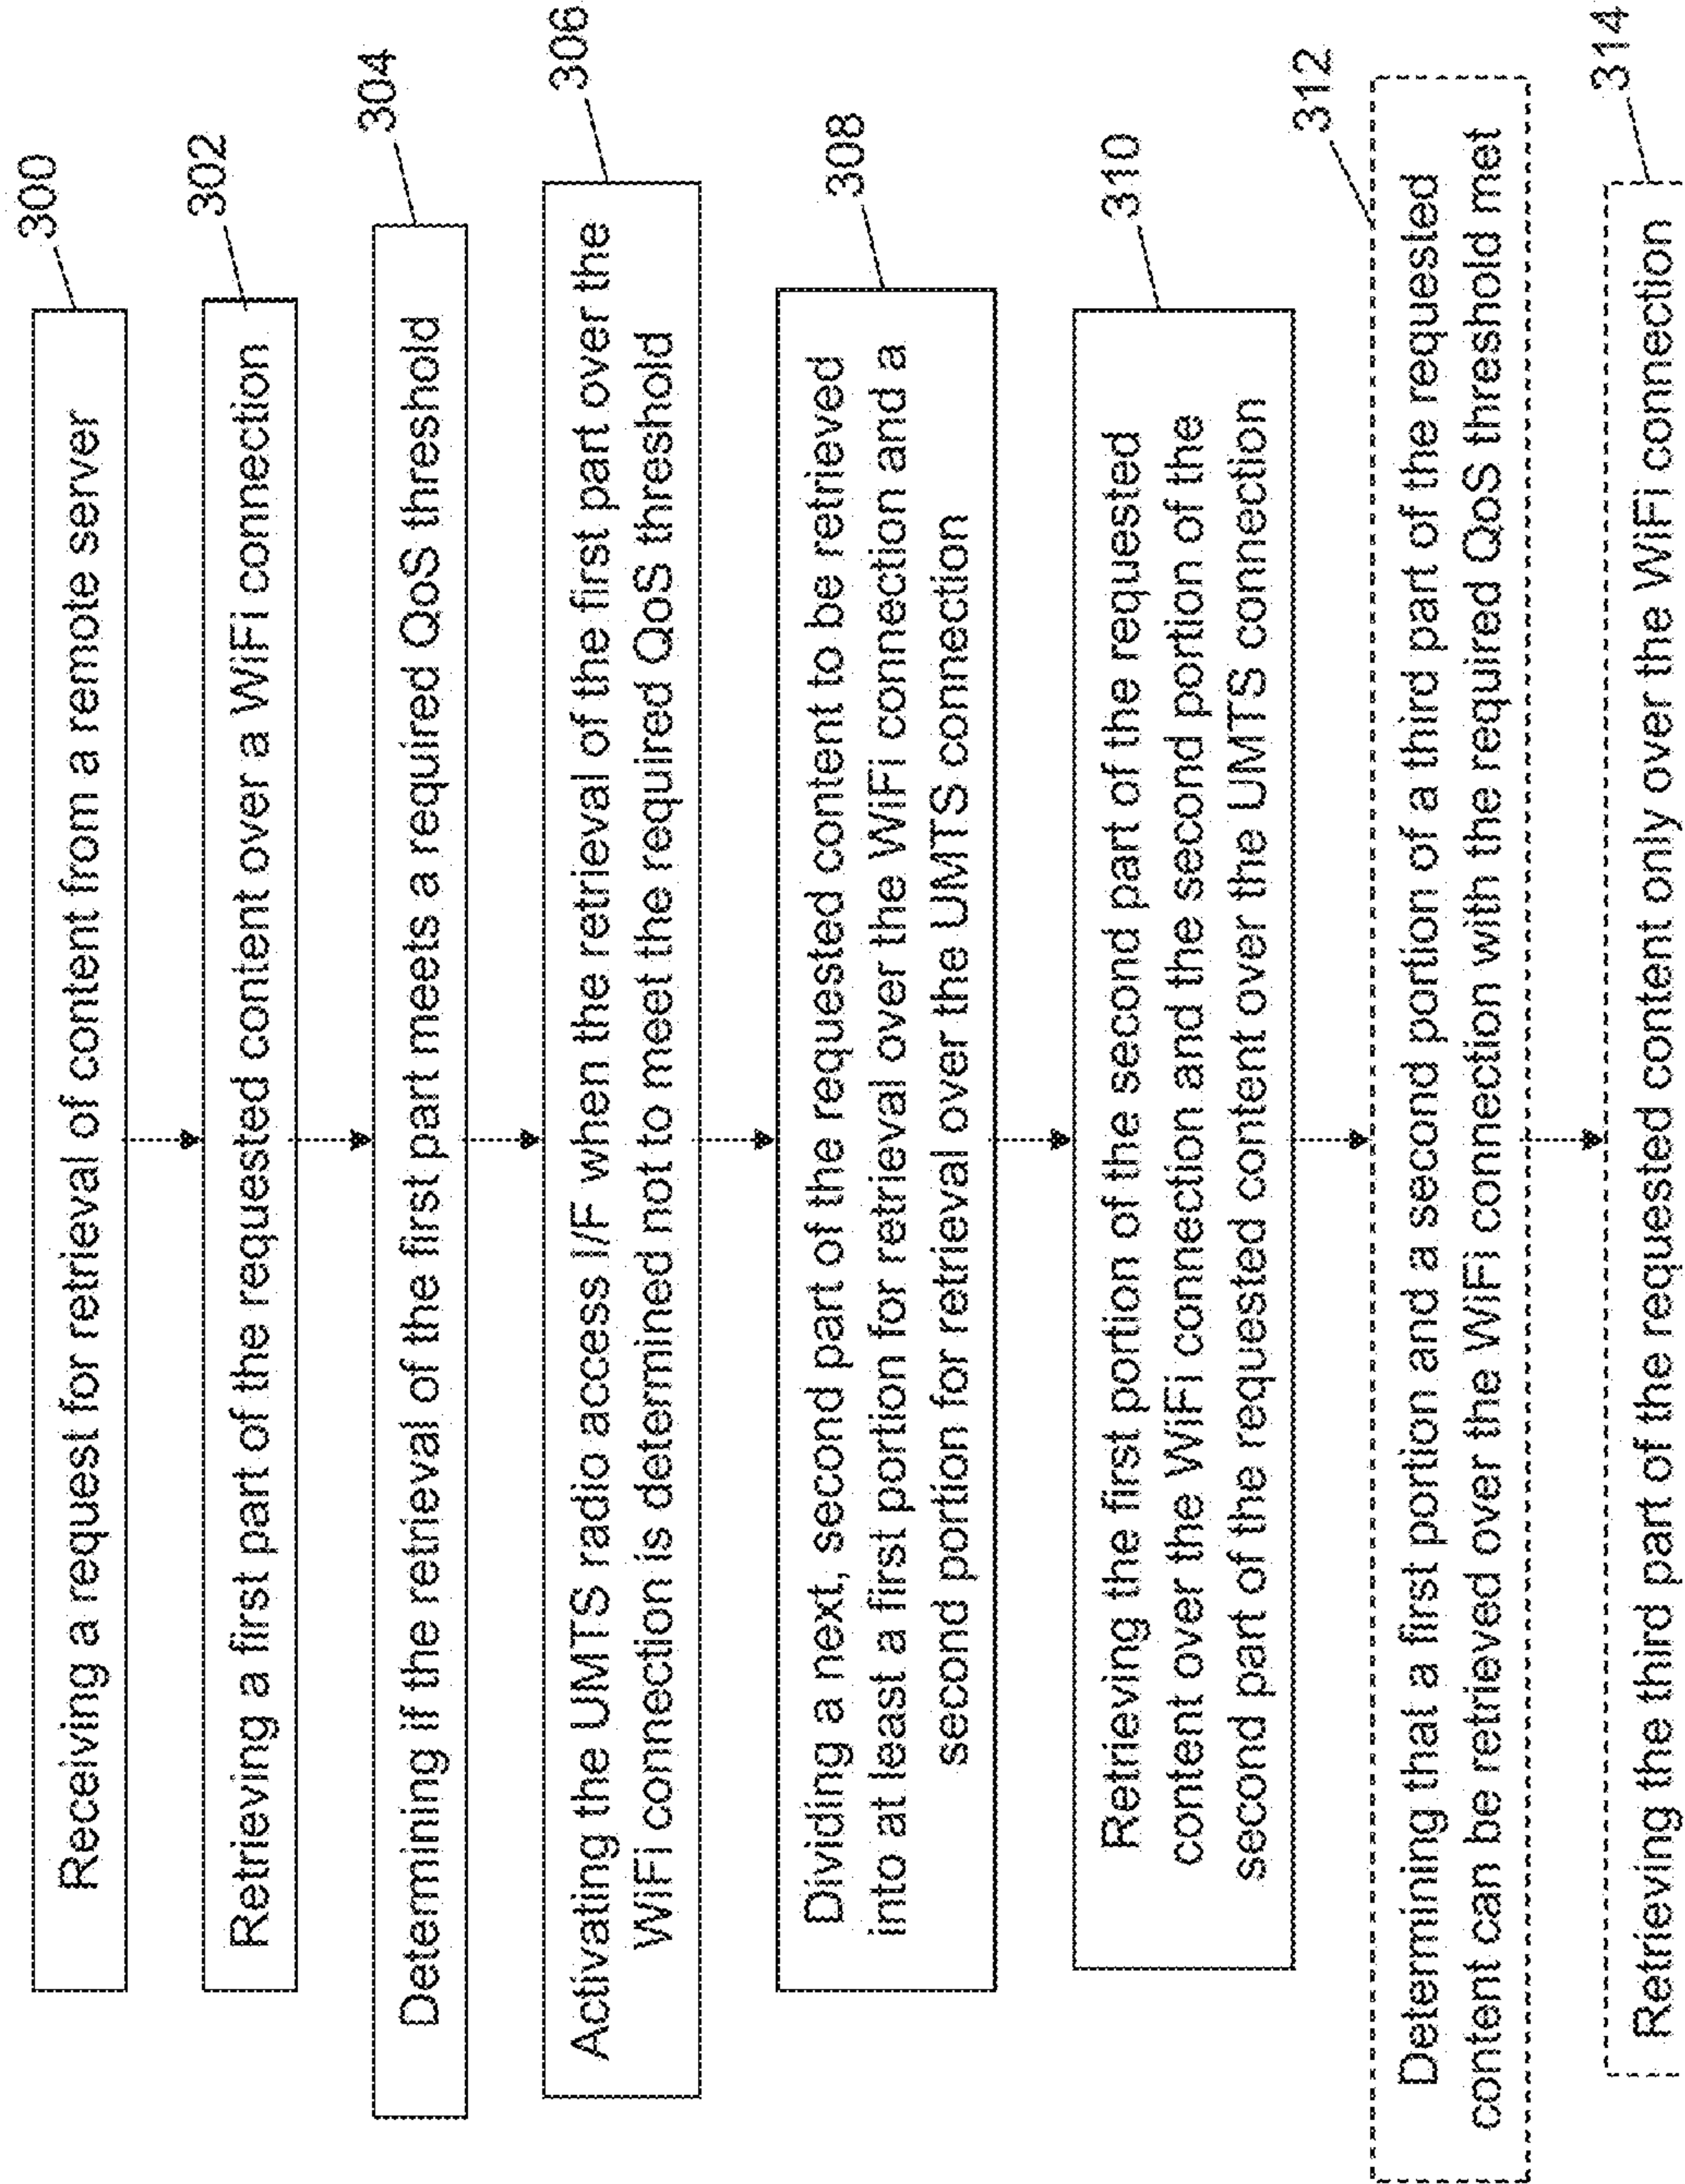 300
Receiving a request for retrieval of content from a remote server
302
Retrieving a first part of the requested content over a WiFi connection
304
Determining if the retrieval of the first part meets a required QoS threshold
306
Activating the UMTS radio access I/F when the retrieval of the first part over the
WiFi connection is determined not to meet the required QoS threshold
308
Dividing a next, second part of the requested content to be retrieved
into at least a first portion for retrieval over the WiFi connection and a
second portion for retrieval over the UMTS connection
310
Retrieving the first portion of the second part of the requested
content over the WiFi connection and the second portion of the
second part of the requested content over the UMTS connection
312
Determining that a first portion and a second portion of a third part of the requested
content can be retrieved over the WiFi connection with the required QoS threshold met
314
Retrieving the third part of the requested content only over the WiFi connection